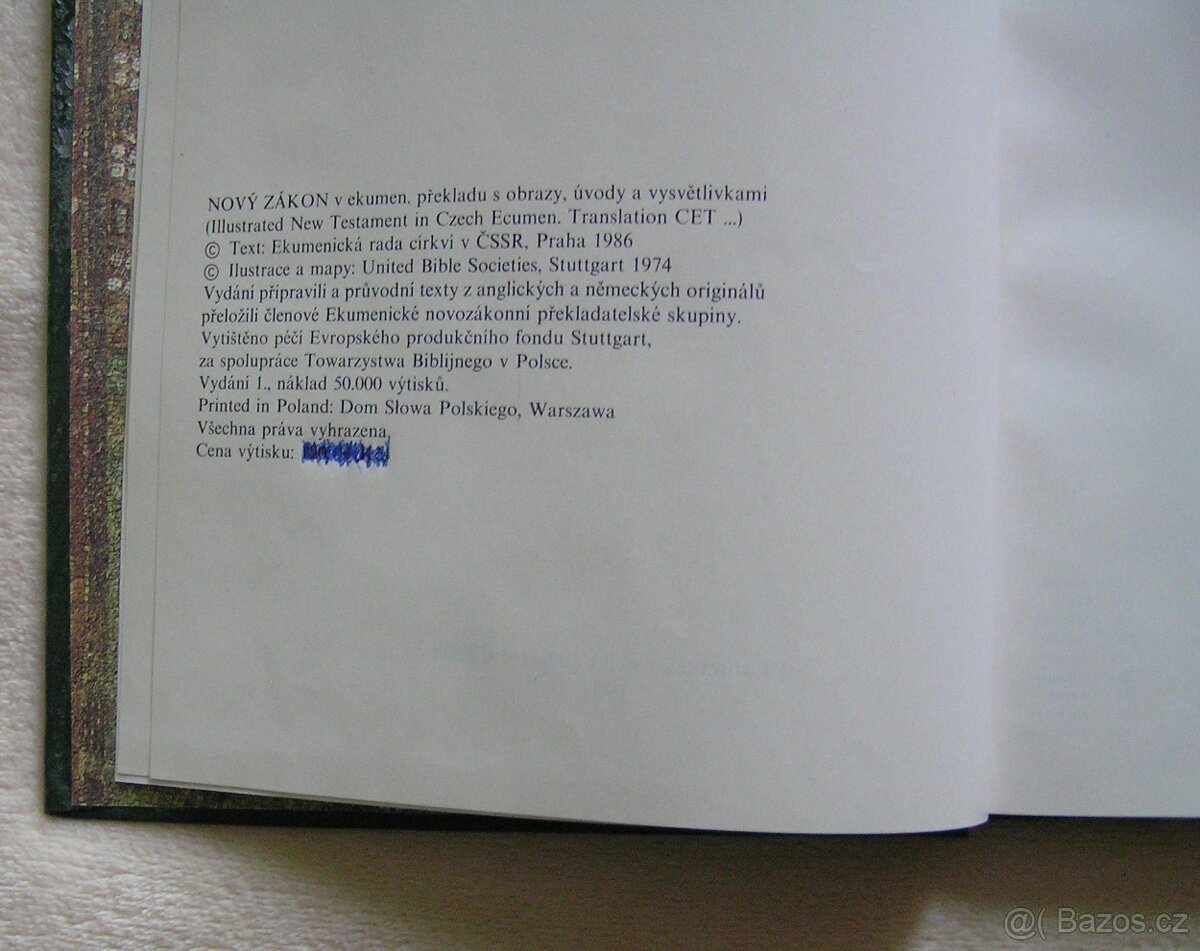 NOVÝ ZÁKON v ekumen. překladu s obrazy, úvody a vysvětlivkami
(Illustrated New Testament in Czech Ecumen. Translation CET ...)
© Text: Ekumenická rada církví v ČSSR, Praha 1986
© Ilustrace a mapy: United Bible Societies, Stuttgart 1974
Vydání připravili a průvodní texty z anglických a německých originálů
přeložili členové Ekumenické novozákonní překladatelské skupiny.
Vytištěno péčí Evropského produkčního fondu Stuttgart,
za spolupráce Towarzystwa Biblijnego v Polsce.
Vydání 1., náklad 50.000 výtisků.
Printed in Poland: Dom Słowa Polskiego, Warszawa
Všechna práva vyhrazena.
Cena výtisku:
@( Bazos.cz